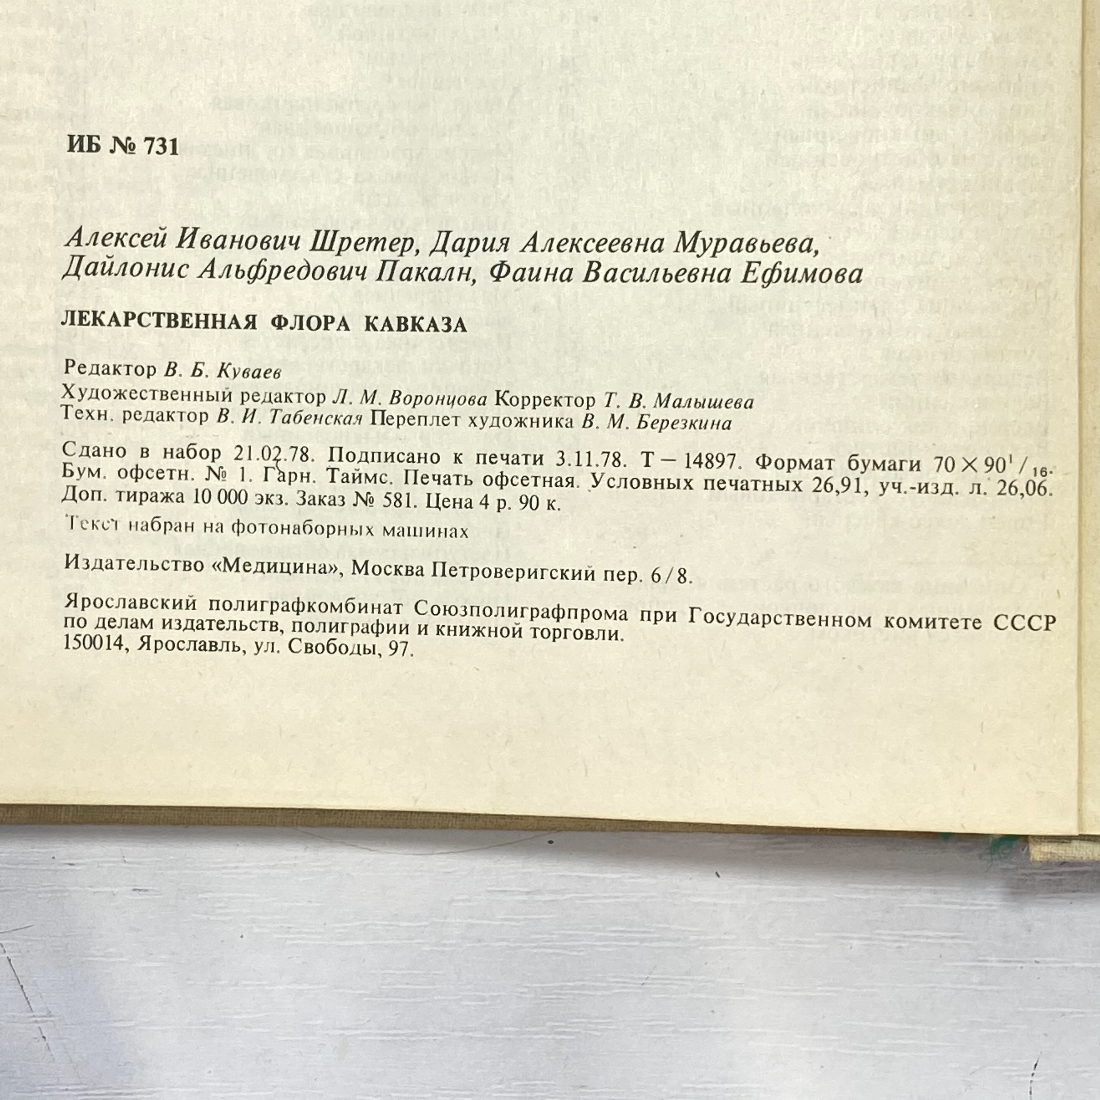 ИБ № 731
Алексей Иванович Шретер, Дария Алексеевна Муравьева,
Дайлонис Альфредович Пакалн, Фаина Васильевна Ефимова
ЛЕКАРСТВЕННАЯ ФЛОРА КАВКАЗА
Редактор В. Б. Куваев
Художественный редактор Л. М. Воронцова Корректор Т. В. Малышева
Техн. редактор В. И. Табенская Переплет художника В. М. Березкина
Сдано в набор 21.02.78. Подписано к печати 3.11.78. Т — 14897. Формат бумаги 70 × 90¹/₁₆.
Бум. офсетн. № 1. Гарн. Таймс. Печать офсетная. Условных печатных 26,91, уч.-изд. л. 26,06.
Доп. тиража 10 000 экз. Заказ № 581. Цена 4 р. 90 к.
Текст набран на фотонаборных машинах
Издательство «Медицина», Москва Петроверигский пер. 6/8.
Ярославский полиграфкомбинат Союзполиграфпрома при Государственном комитете СССР
по делам издательств, полиграфии и книжной торговли.
150014, Ярославль, ул. Свободы, 97.